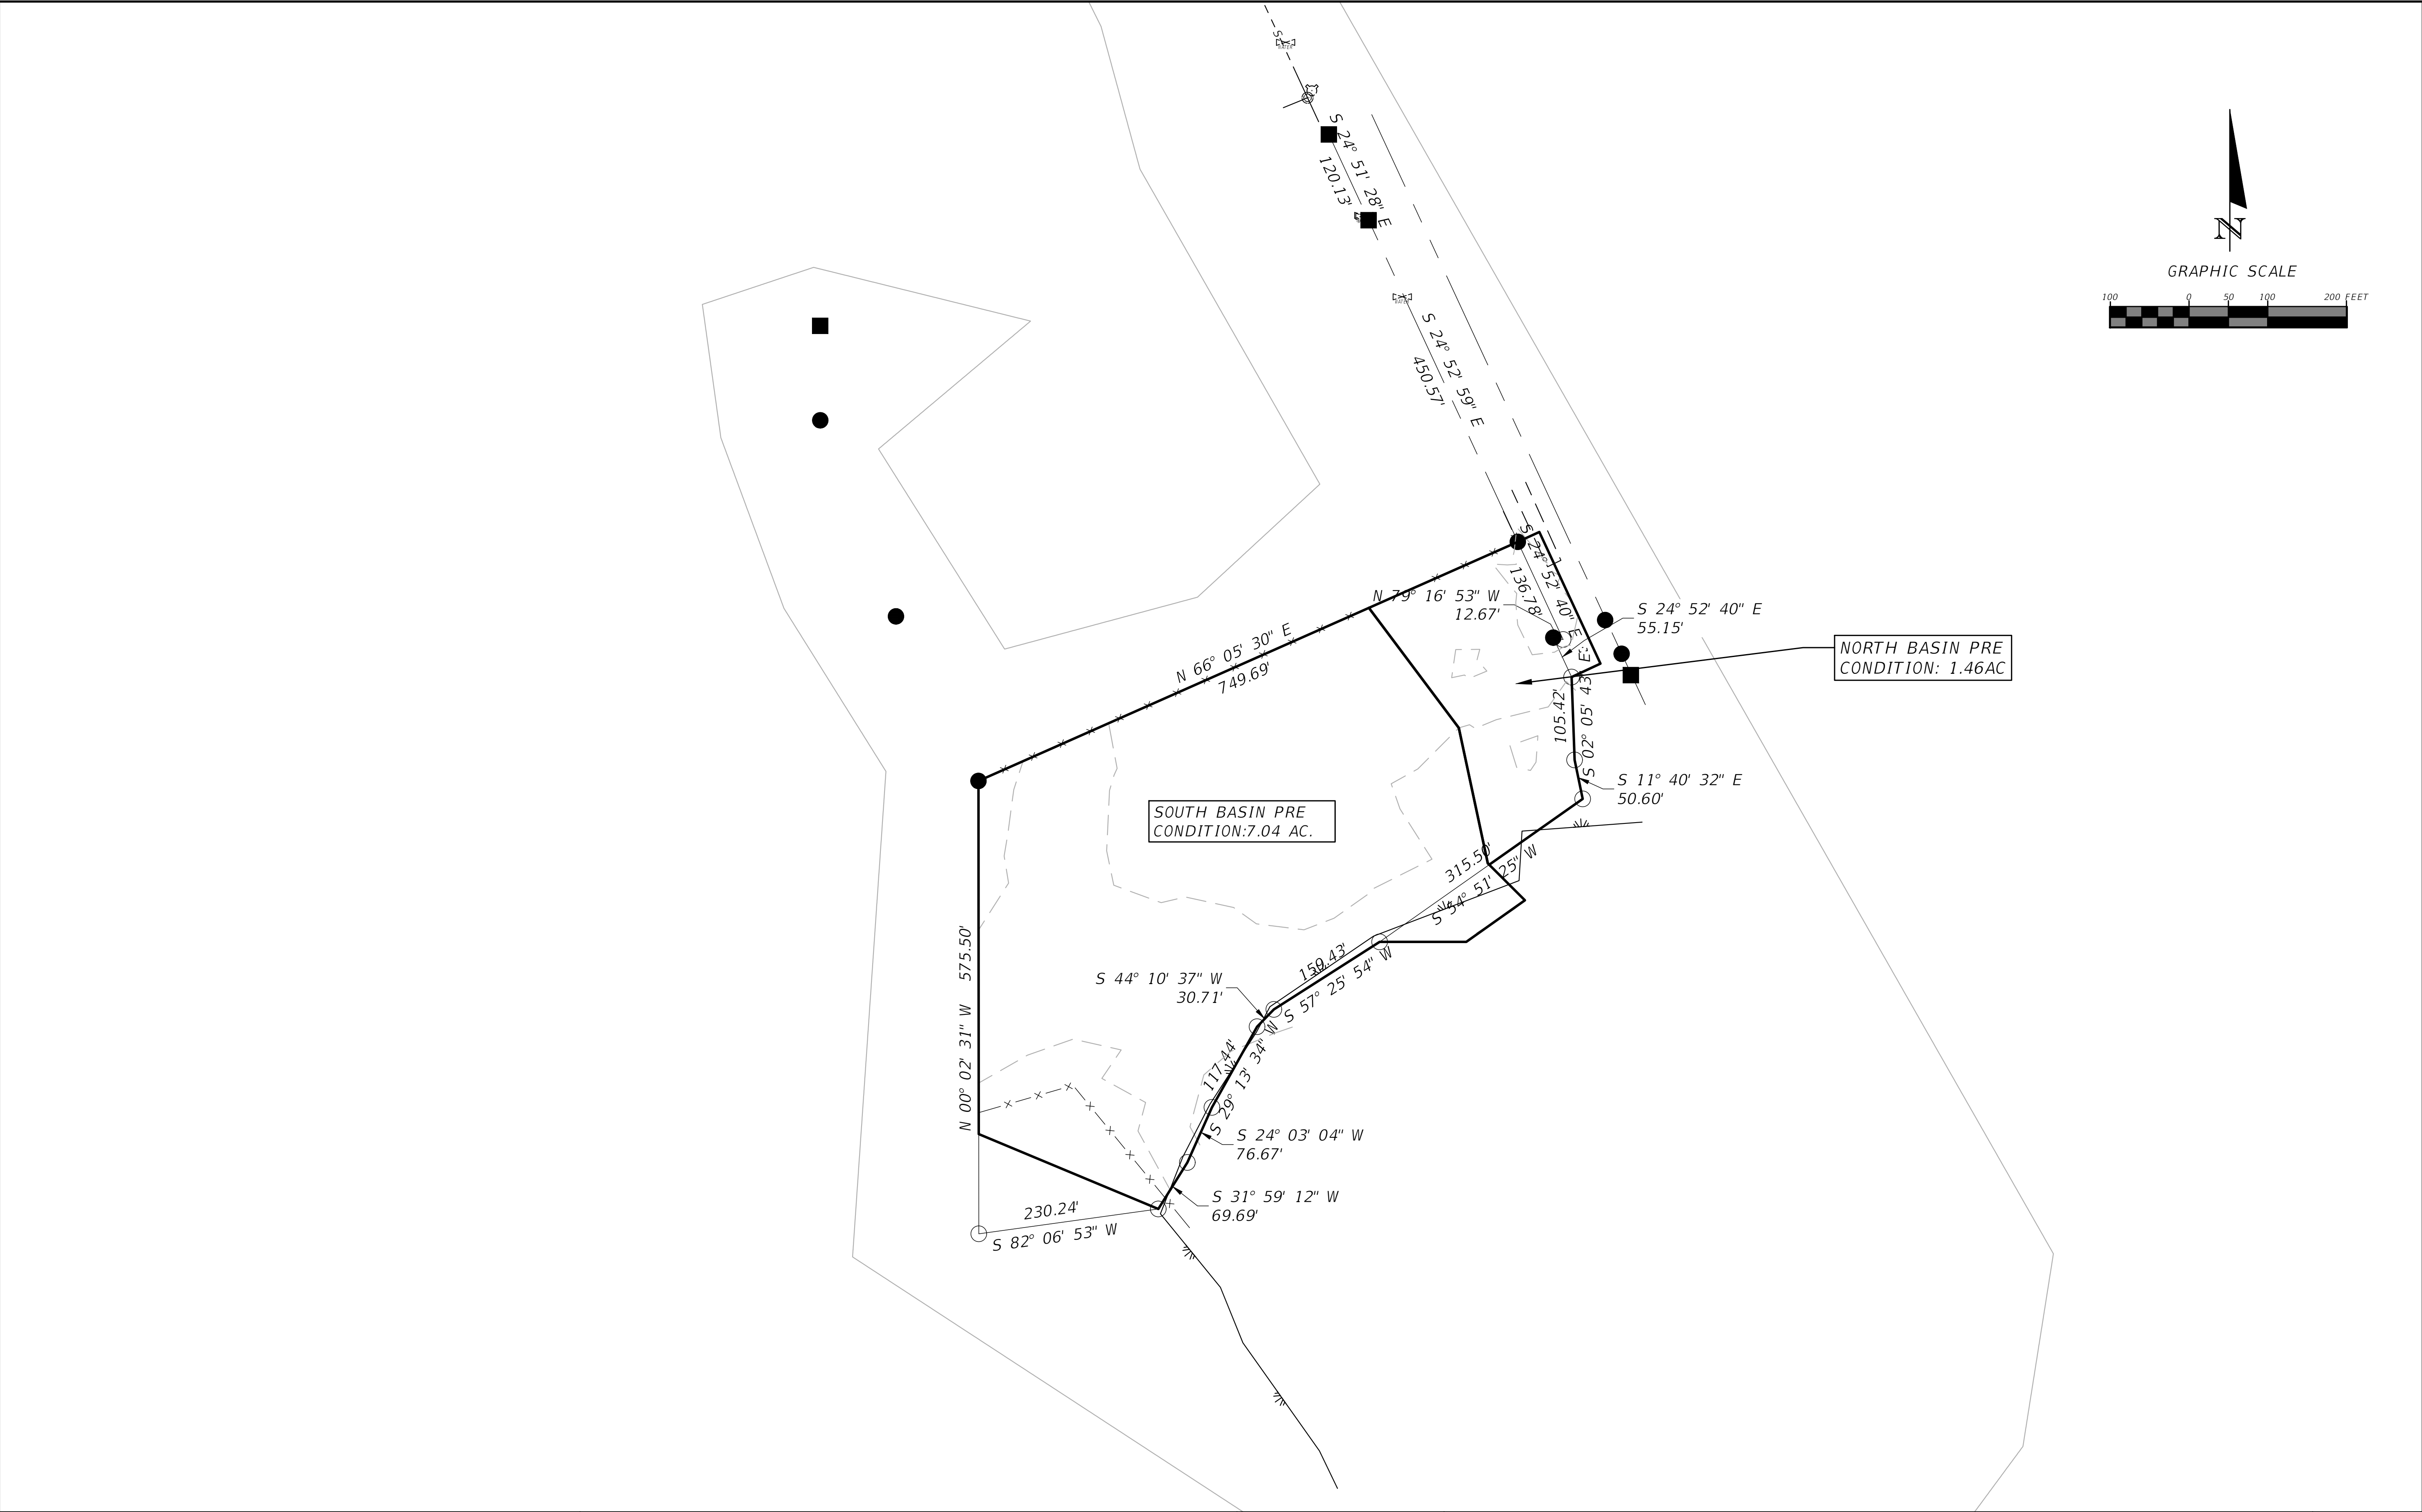 S 24° 51' 28" E
120.13'
N
GRAPHIC SCALE
100 0 50 100 200 FEET
S 24° 52' 59" E
450.57'
S 24° 52' 40" E
136.78'
N 79° 16' 53" W
12.67'
S 24° 52' 40" E
55.15'
NORTH BASIN PRE
CONDITION: 1.46AC
N 66° 05' 30" E
749.69'
105.42'
S 02° 05' 43" E
S 11° 40' 32" E
50.60'
SOUTH BASIN PRE
CONDITION:7.04 AC.
315.50'
S 54° 51' 25" W
159.43'
S 57° 25' 54" W
N 00° 02' 31" W 575.50'
S 44° 10' 37" W
30.71'
117.44'
S 29° 13' 34" W
S 24° 03' 04" W
76.67'
S 31° 59' 12" W
69.69'
230.24'
S 82° 06' 53" W